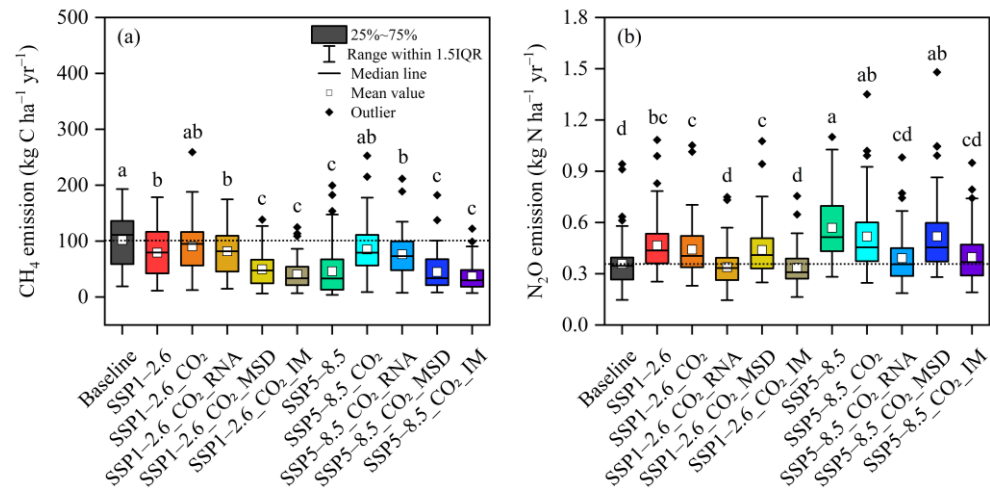 (a)
25%~75%
Range within 1.5IQR
Median line
Mean value
Outlier
CH₄ emission (kg C ha⁻¹ yr⁻¹)
500
400
300
200
100
0
a
b
ab
b
c
c
c
ab
b
c
c
Baseline
SSP1–2.6
SSP1–2.6_CO₂
SSP1–2.6_CO₂_RNA
SSP1–2.6_CO₂_MSD
SSP1–2.6_CO₂_IM
SSP5–8.5
SSP5–8.5_CO₂
SSP5–8.5_CO₂_RNA
SSP5–8.5_CO₂_MSD
SSP5–8.5_CO₂_IM
(b)
N₂O emission (kg N ha⁻¹ yr⁻¹)
1.8
1.5
1.2
0.9
0.6
0.3
0.0
d
bc
c
d
c
d
a
ab
cd
ab
cd
Baseline
SSP1–2.6
SSP1–2.6_CO₂
SSP1–2.6_CO₂_RNA
SSP1–2.6_CO₂_MSD
SSP1–2.6_CO₂_IM
SSP5–8.5
SSP5–8.5_CO₂
SSP5–8.5_CO₂_RNA
SSP5–8.5_CO₂_MSD
SSP5–8.5_CO₂_IM